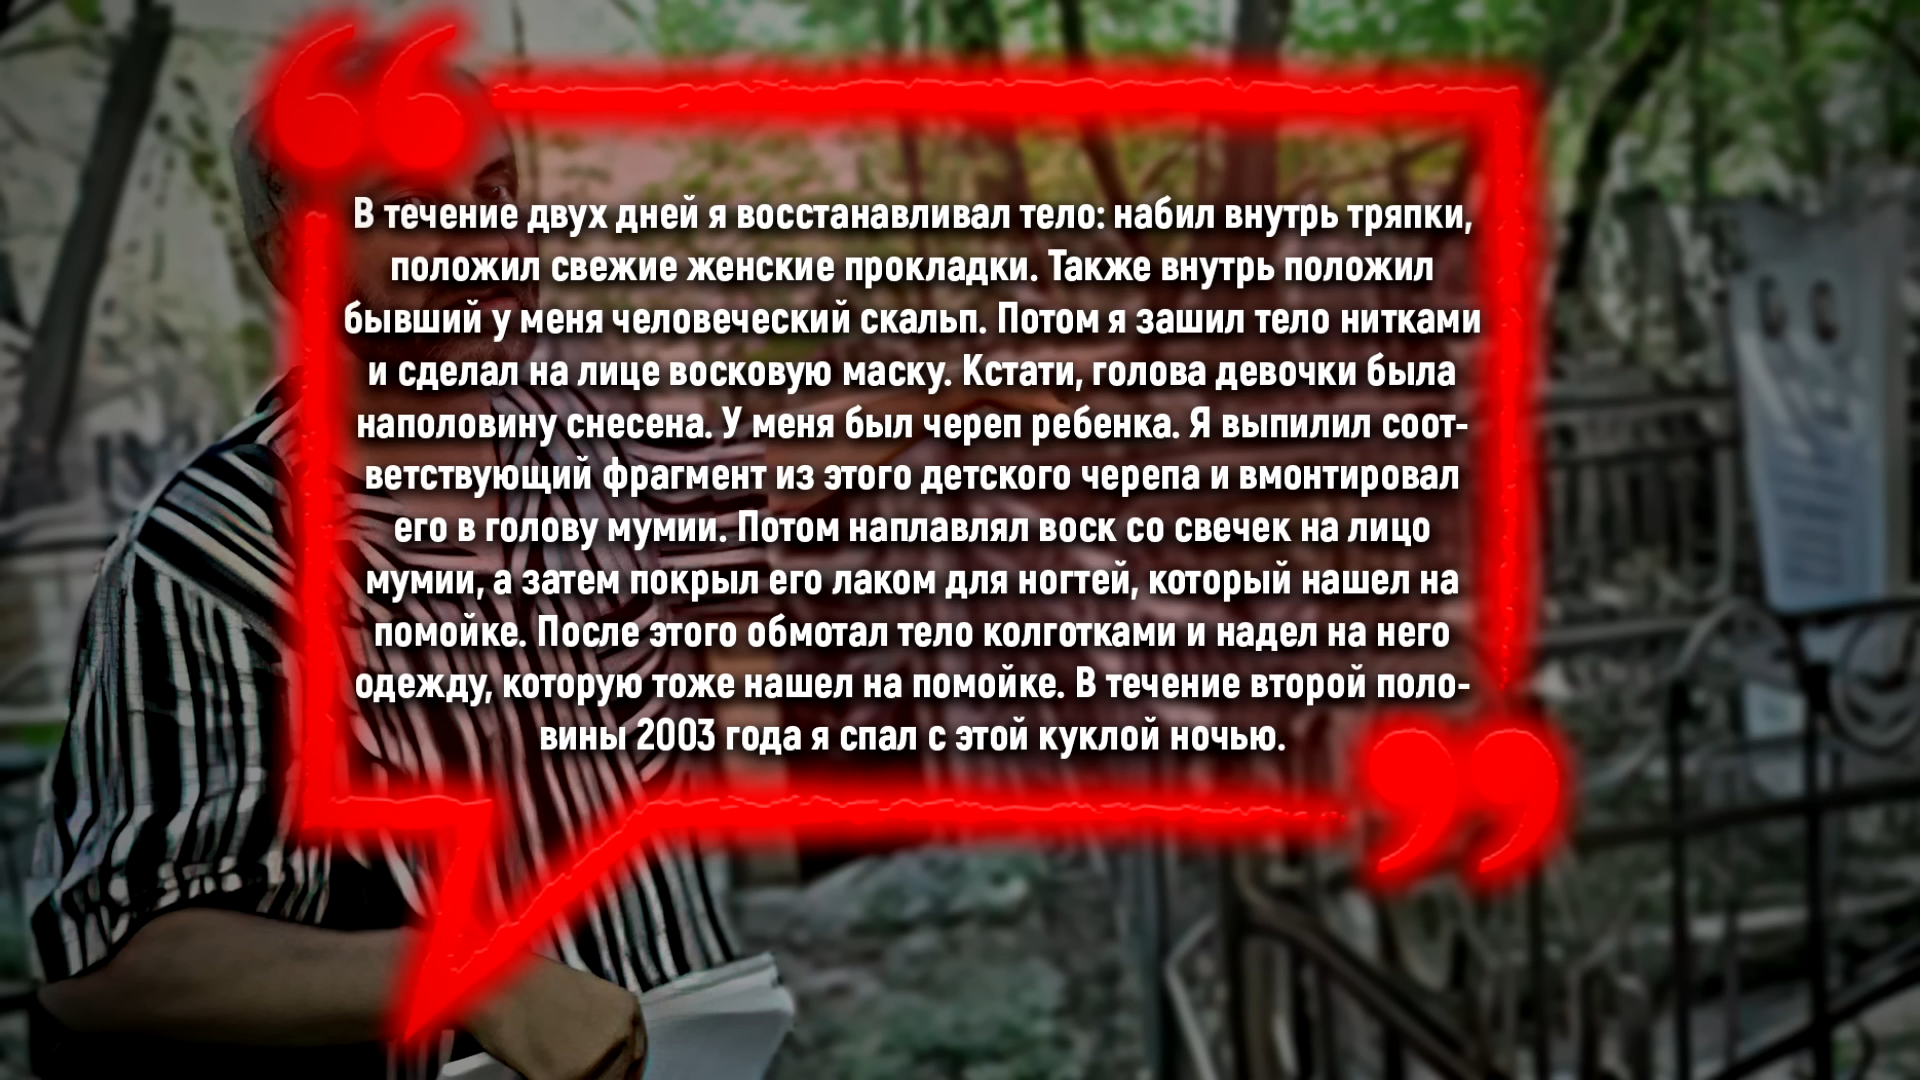 В течение двух дней я восстанавливал тело: набил внутрь тряпки,
положил свежие женские прокладки. Также внутрь положил
бывший у меня человеческий скальп. Потом я зашил тело нитками
и сделал на лице восковую маску. Кстати, голова девочки была
наполовину снесена. У меня был череп ребенка. Я выпилил соот-
ветствующий фрагмент из этого детского черепа и вмонтировал
его в голову мумии. Потом наплавлял воск со свечек на лицо
мумии, а затем покрыл его лаком для ногтей, который нашел на
помойке. После этого обмотал тело колготками и надел на него
одежду, которую тоже нашел на помойке. В течение второй поло-
вины 2003 года я спал с этой куклой ночью.